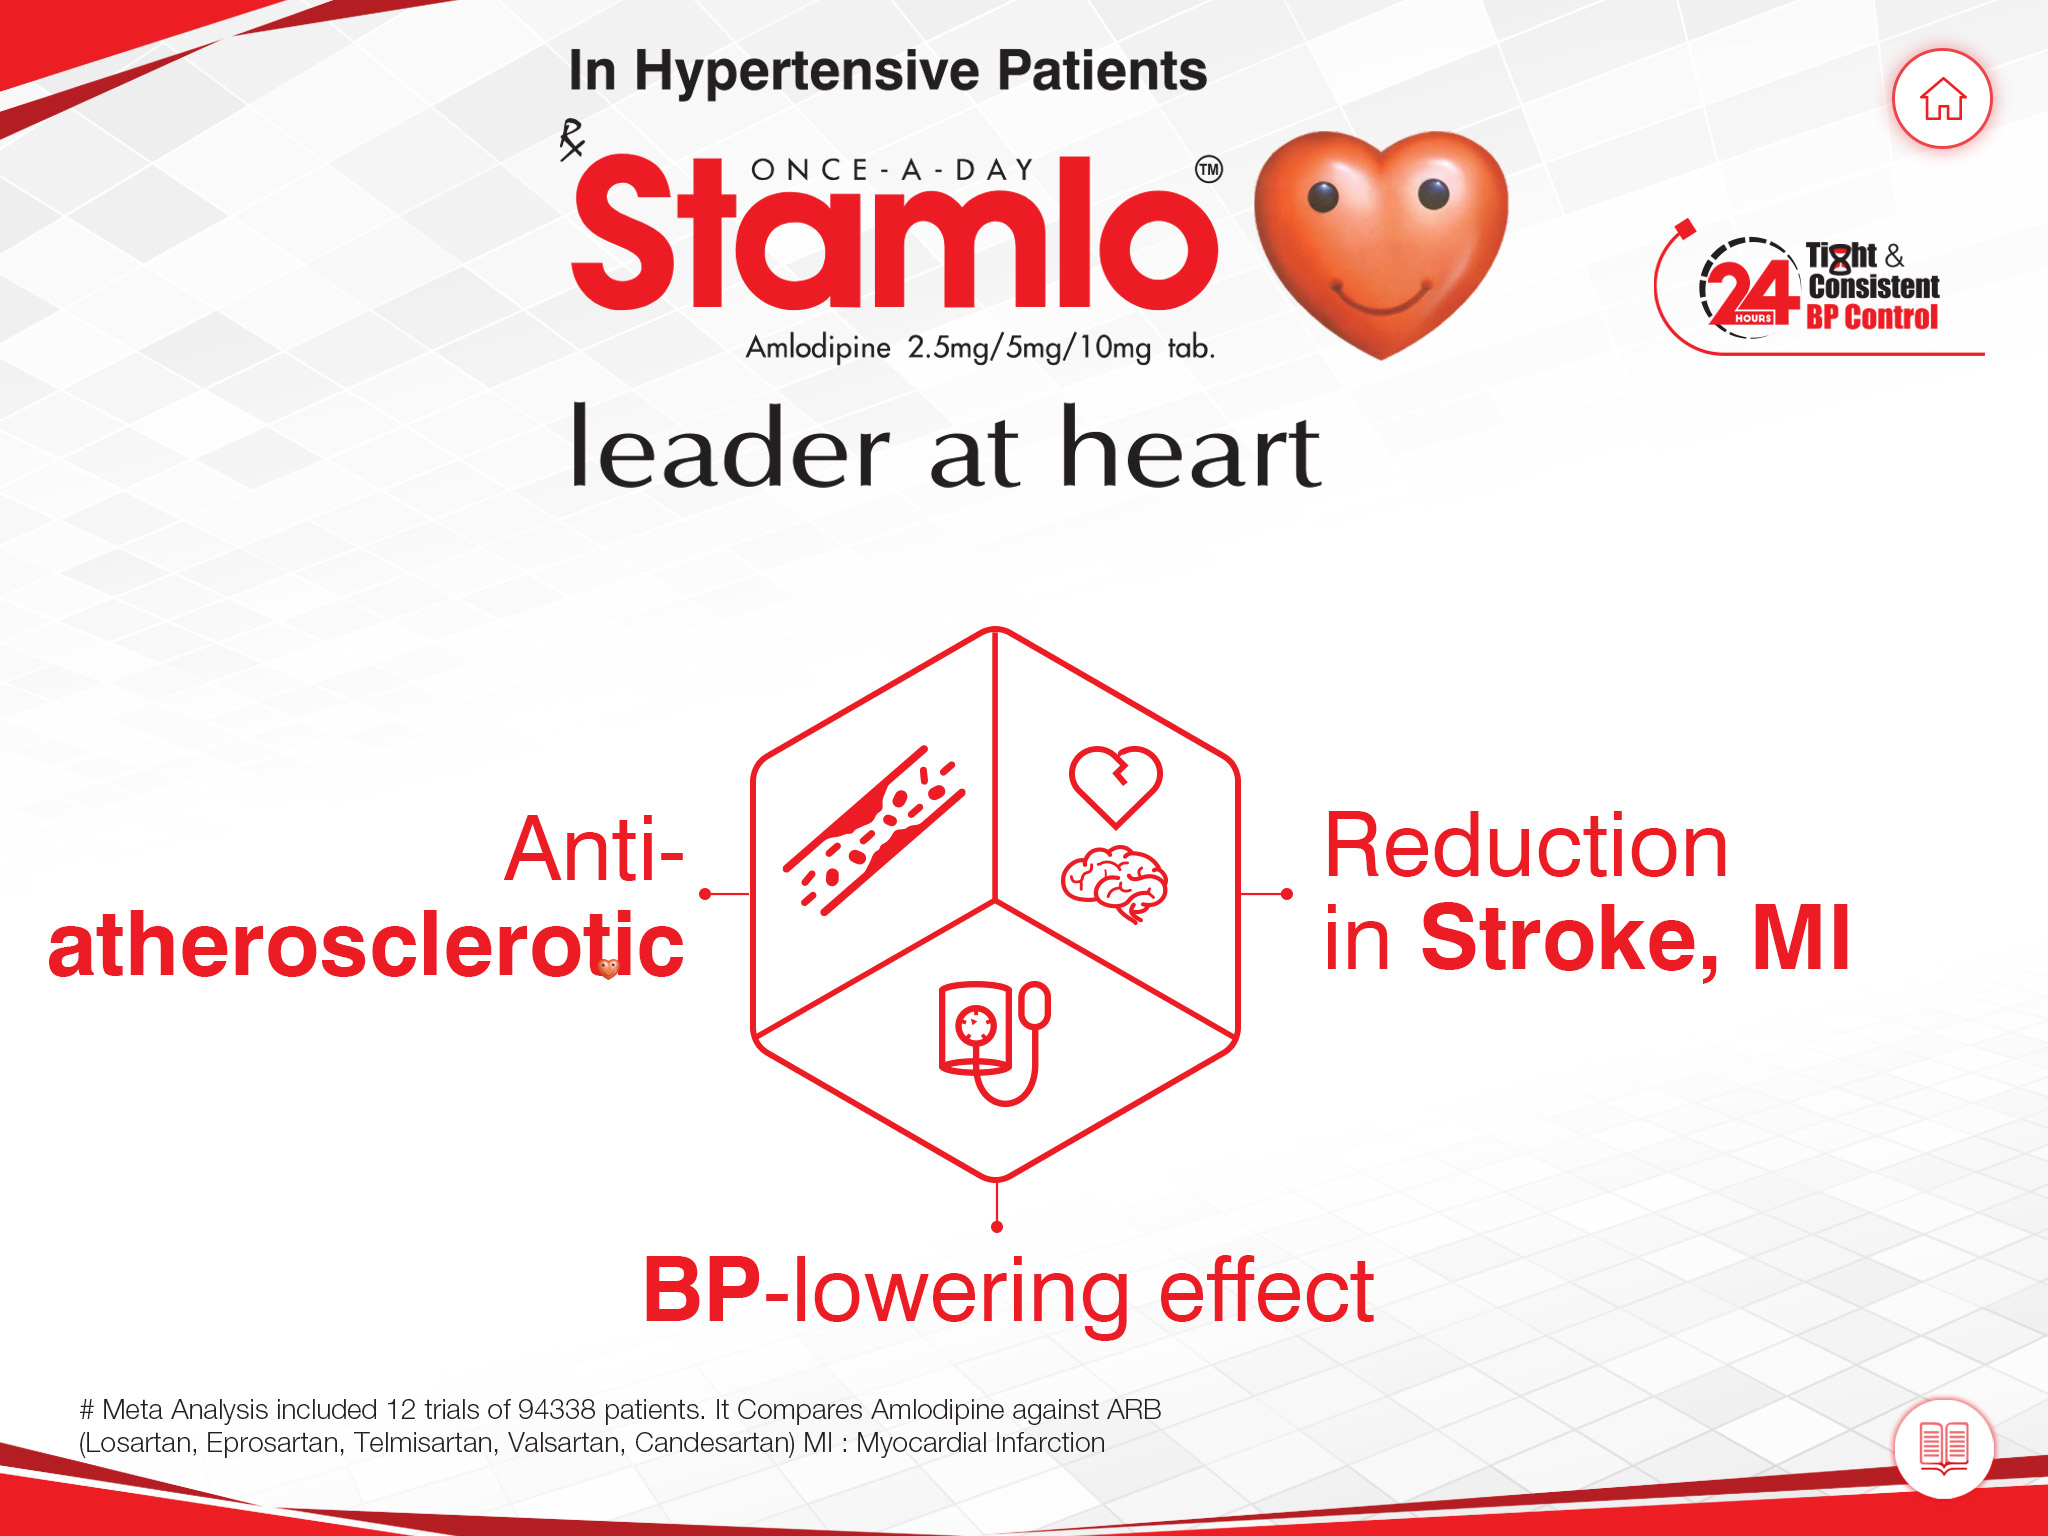 In Hypertensive Patients
℞
ONCE-A-DAY
Stamlo™
Amlodipine 2.5mg/5mg/10mg tab.
leader at heart
24 HOURS
Tight &
Consistent
BP Control
Anti-
atherosclerotic
Reduction
in Stroke, MI
BP-lowering effect
# Meta Analysis included 12 trials of 94338 patients. It Compares Amlodipine against ARB
(Losartan, Eprosartan, Telmisartan, Valsartan, Candesartan) MI : Myocardial Infarction